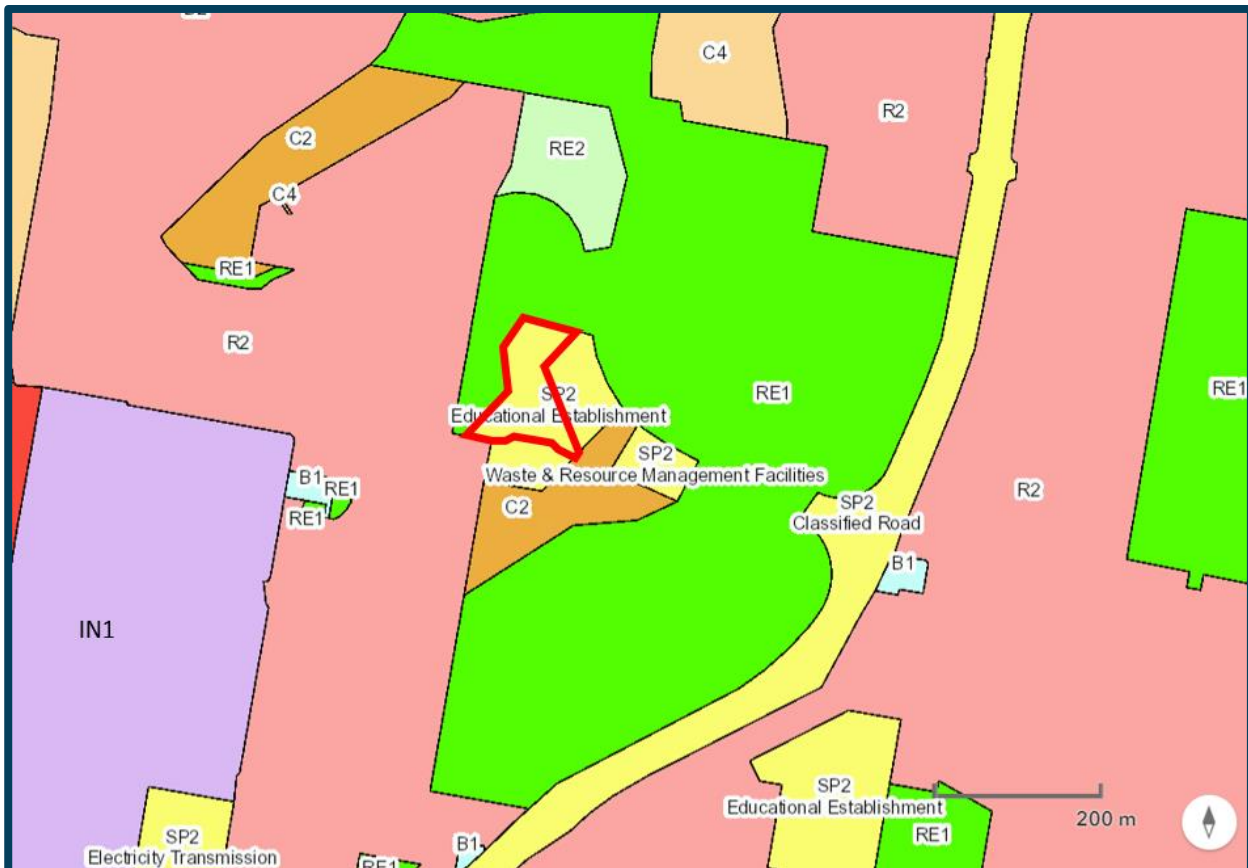 C4
R2
C2
RE2
C4
RE1
R2
RE1
RE1
SP2
Educational Establishment
SP2
Waste & Resource Management Facilities
B1
RE1
RE1
C2
R2
SP2
Classified Road
B1
IN1
SP2
Educational Establishment
200 m
RE1
SP2
Electricity Transmission
B1
RE1